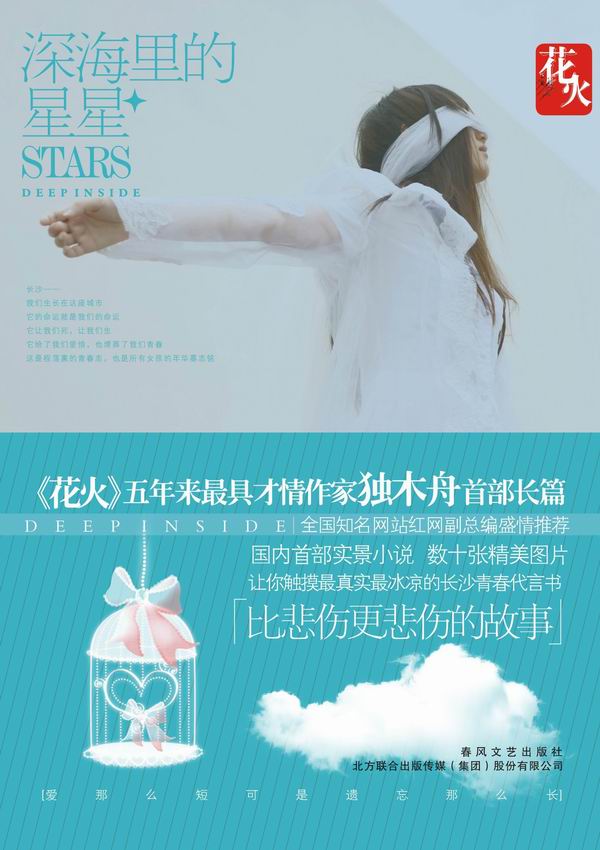 深海里的
星星
STARS
DEEP INSIDE
花火
长沙——
我们生长在这座城市
它的命运就是我们的命运
它让我们死，让我们生
它给了我们爱情，也埋葬了我们青春
这是程落薰的青春志，也是所有女孩的年华墓志铭
《花火》五年来最具才情作家独木舟首部长篇
DEEP INSIDE|全国知名网站红网副总编盛情推荐
国内首部实景小说 数十张精美图片
让你触摸最真实最冰凉的长沙青春代言书
「比悲伤更悲伤的故事」
春风文艺出版社
北方联合出版传媒（集团）股份有限公司
[爱那么短可是遗忘那么长]